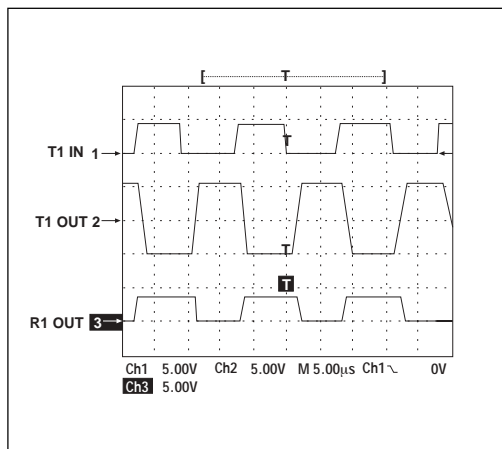 [ T ]
T1 IN 1
T
T1 OUT 2
T
T
R1 OUT 3
Ch1 5.00V Ch2 5.00V M 5.00µs Ch1 0V
Ch3 5.00V